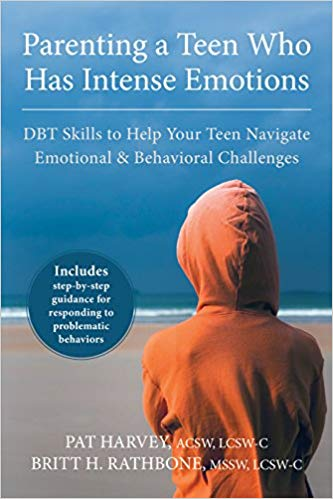 Parenting a Teen Who
Has Intense Emotions
DBT Skills to Help Your Teen Navigate
Emotional & Behavioral Challenges
Includes
step-by-step
guidance for
responding to
problematic
behaviors
PAT HARVEY, ACSW, LCSW-C
BRITT H. RATHBONE, MSSW, LCSW-C